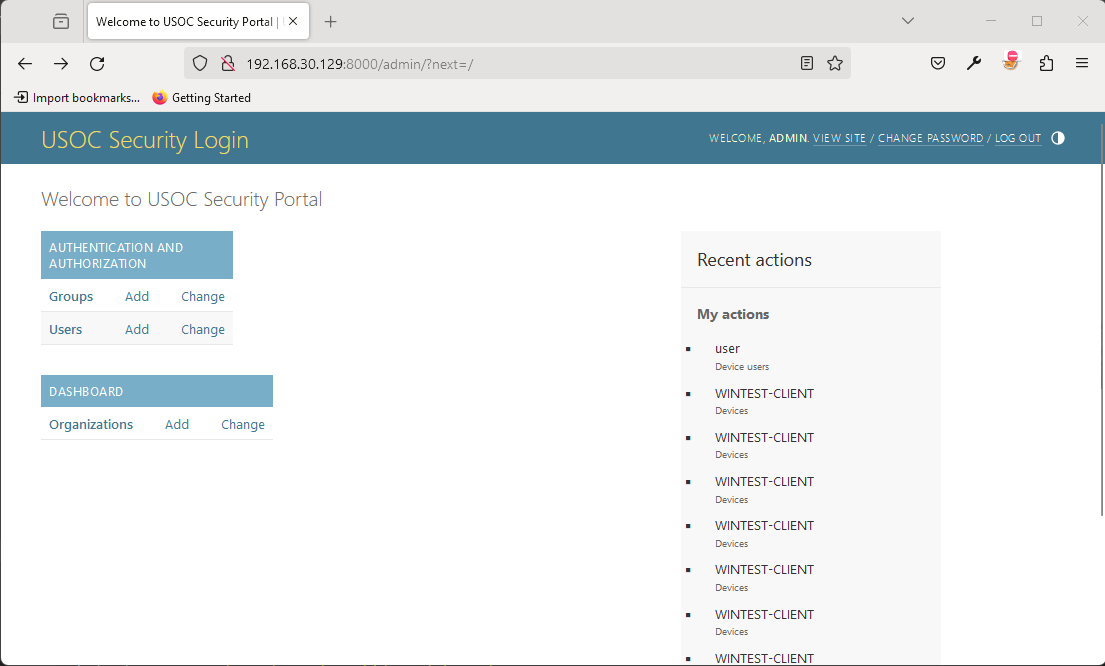 Welcome to USOC Security Portal |
192.168.30.129:8000/admin/?next=/
Import bookmarks...
Getting Started
USOC Security Login
WELCOME, ADMIN. VIEW SITE / CHANGE PASSWORD / LOG OUT
Welcome to USOC Security Portal
AUTHENTICATION AND
AUTHORIZATION
Groups Add Change
Users Add Change
DASHBOARD
Organizations Add Change
Recent actions
My actions
user
Device users
WINTEST-CLIENT
Devices
WINTEST-CLIENT
Devices
WINTEST-CLIENT
Devices
WINTEST-CLIENT
Devices
WINTEST-CLIENT
Devices
WINTEST-CLIENT
Devices
WINTEST-CLIENT